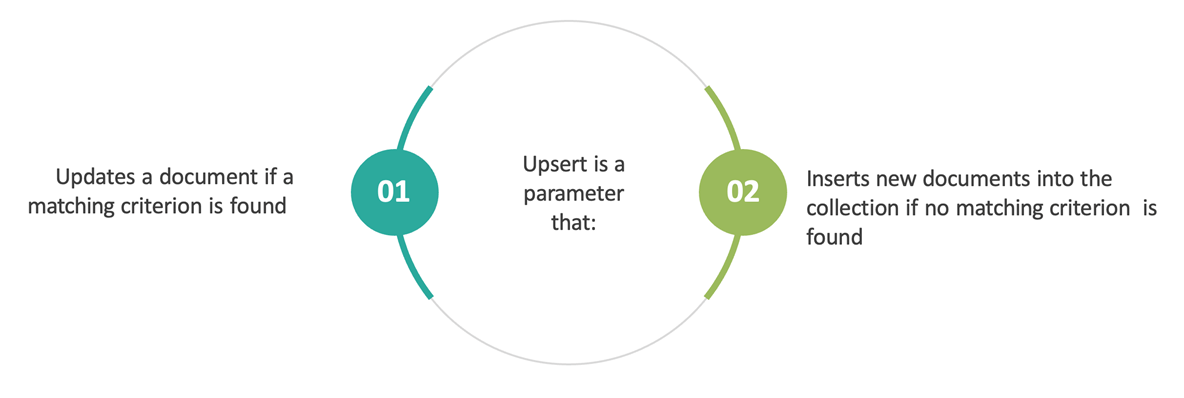 Updates a document if a
matching criterion is found
01
Upsert is a
parameter
that:
02
Inserts new documents into the
collection if no matching criterion  is
found